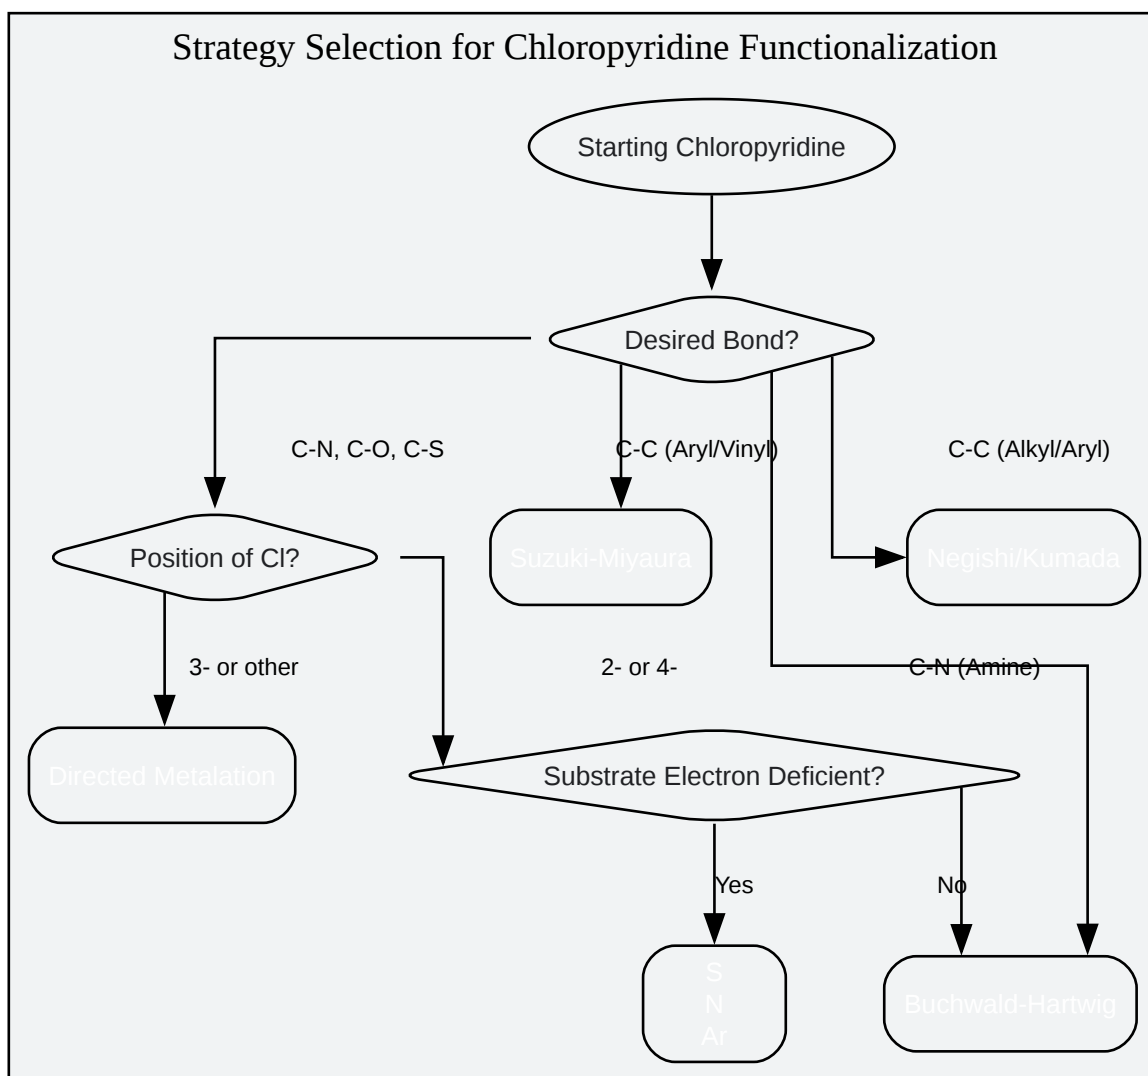 Strategy Selection for Chloropyridine Functionalization
Starting Chloropyridine
Desired Bond?
C-N, C-O, C-S
C-C (Aryl/Vinyl)
C-C (Alkyl/Aryl)
Position of Cl?
Suzuki-Miyaura
Negishi/Kumada
3- or other
2- or 4-
C-N (Amine)
Directed Metalation
Substrate Electron Deficient?
Yes
No
S
N
Ar
Buchwald-Hartwig